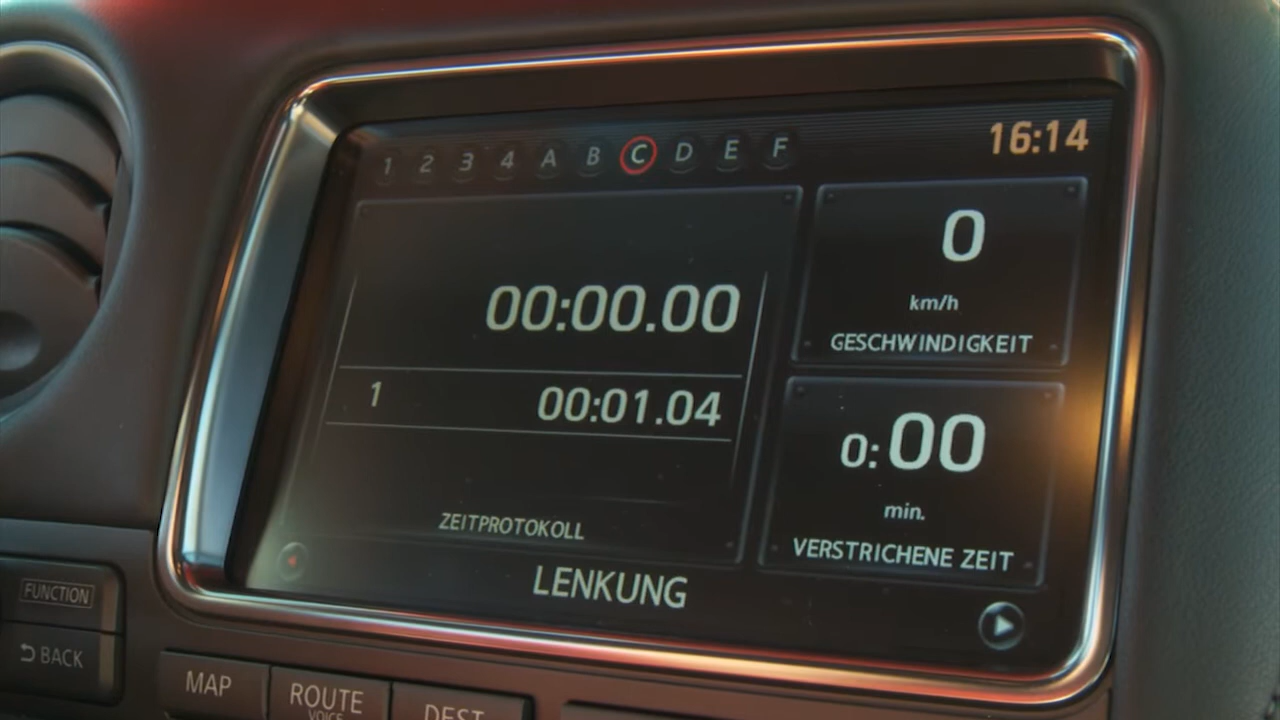 1 2 3 4 A B C D E F
16:14
00:00.00
1 00:01.04
ZEITPROTOKOLL
0
km/h
GESCHWINDIGKEIT
0:00
min.
VERSTRICHENE ZEIT
LENKUNG
FUNCTION
BACK
MAP
ROUTE
VOICE
DEST